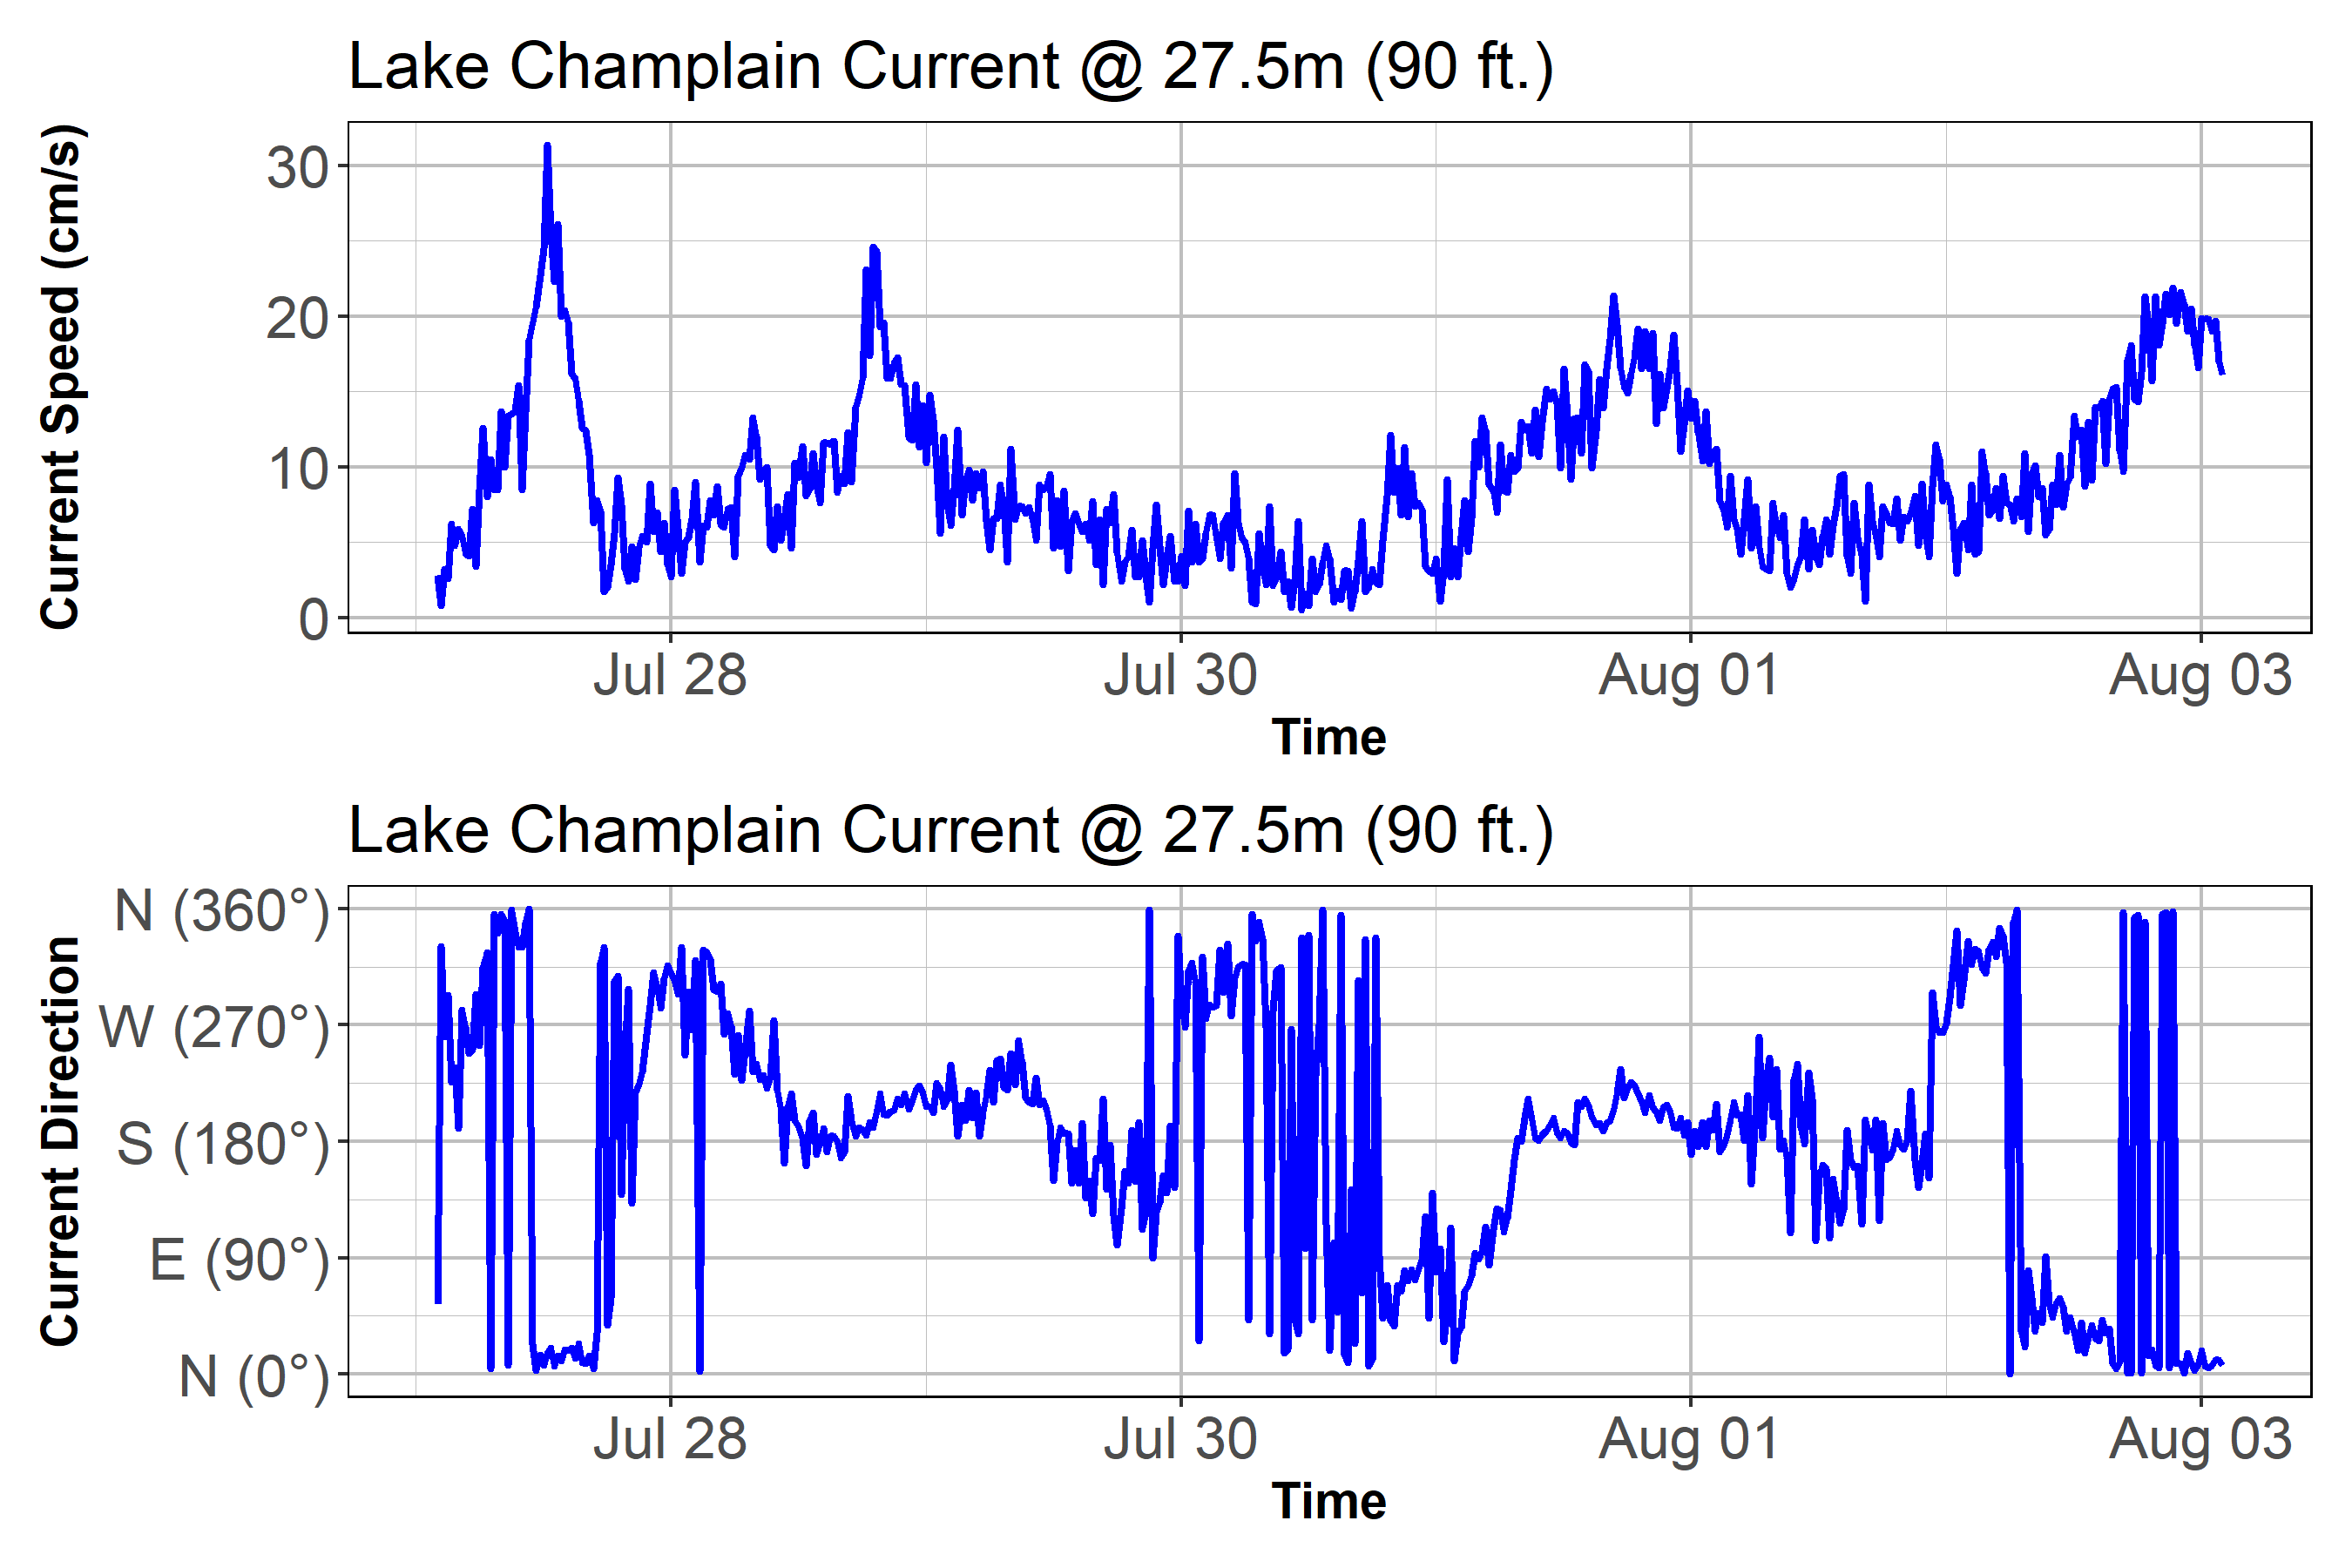 Lake Champlain Current @ 27.5m (90 ft.)
Current Speed (cm/s)
30
20
10
0
Jul 28 Jul 30 Aug 01 Aug 03
Time
Lake Champlain Current @ 27.5m (90 ft.)
Current Direction
N (360°)
W (270°)
S (180°)
E (90°)
N (0°)
Jul 28 Jul 30 Aug 01 Aug 03
Time